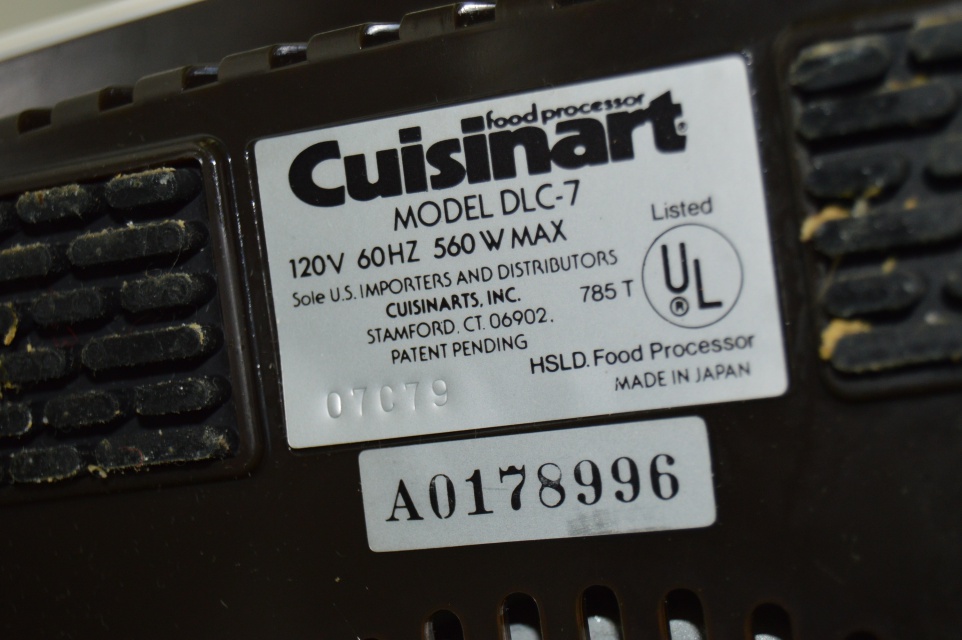 food processor
Cuisinart®
MODEL DLC-7
120V 60HZ 560 W MAX
Sole U.S. IMPORTERS AND DISTRIBUTORS
CUISINARTS, INC.
STAMFORD, CT. 06902.
PATENT PENDING
07079
785 T
Listed
UL®
HSLD. Food Processor
MADE IN JAPAN
A0178996